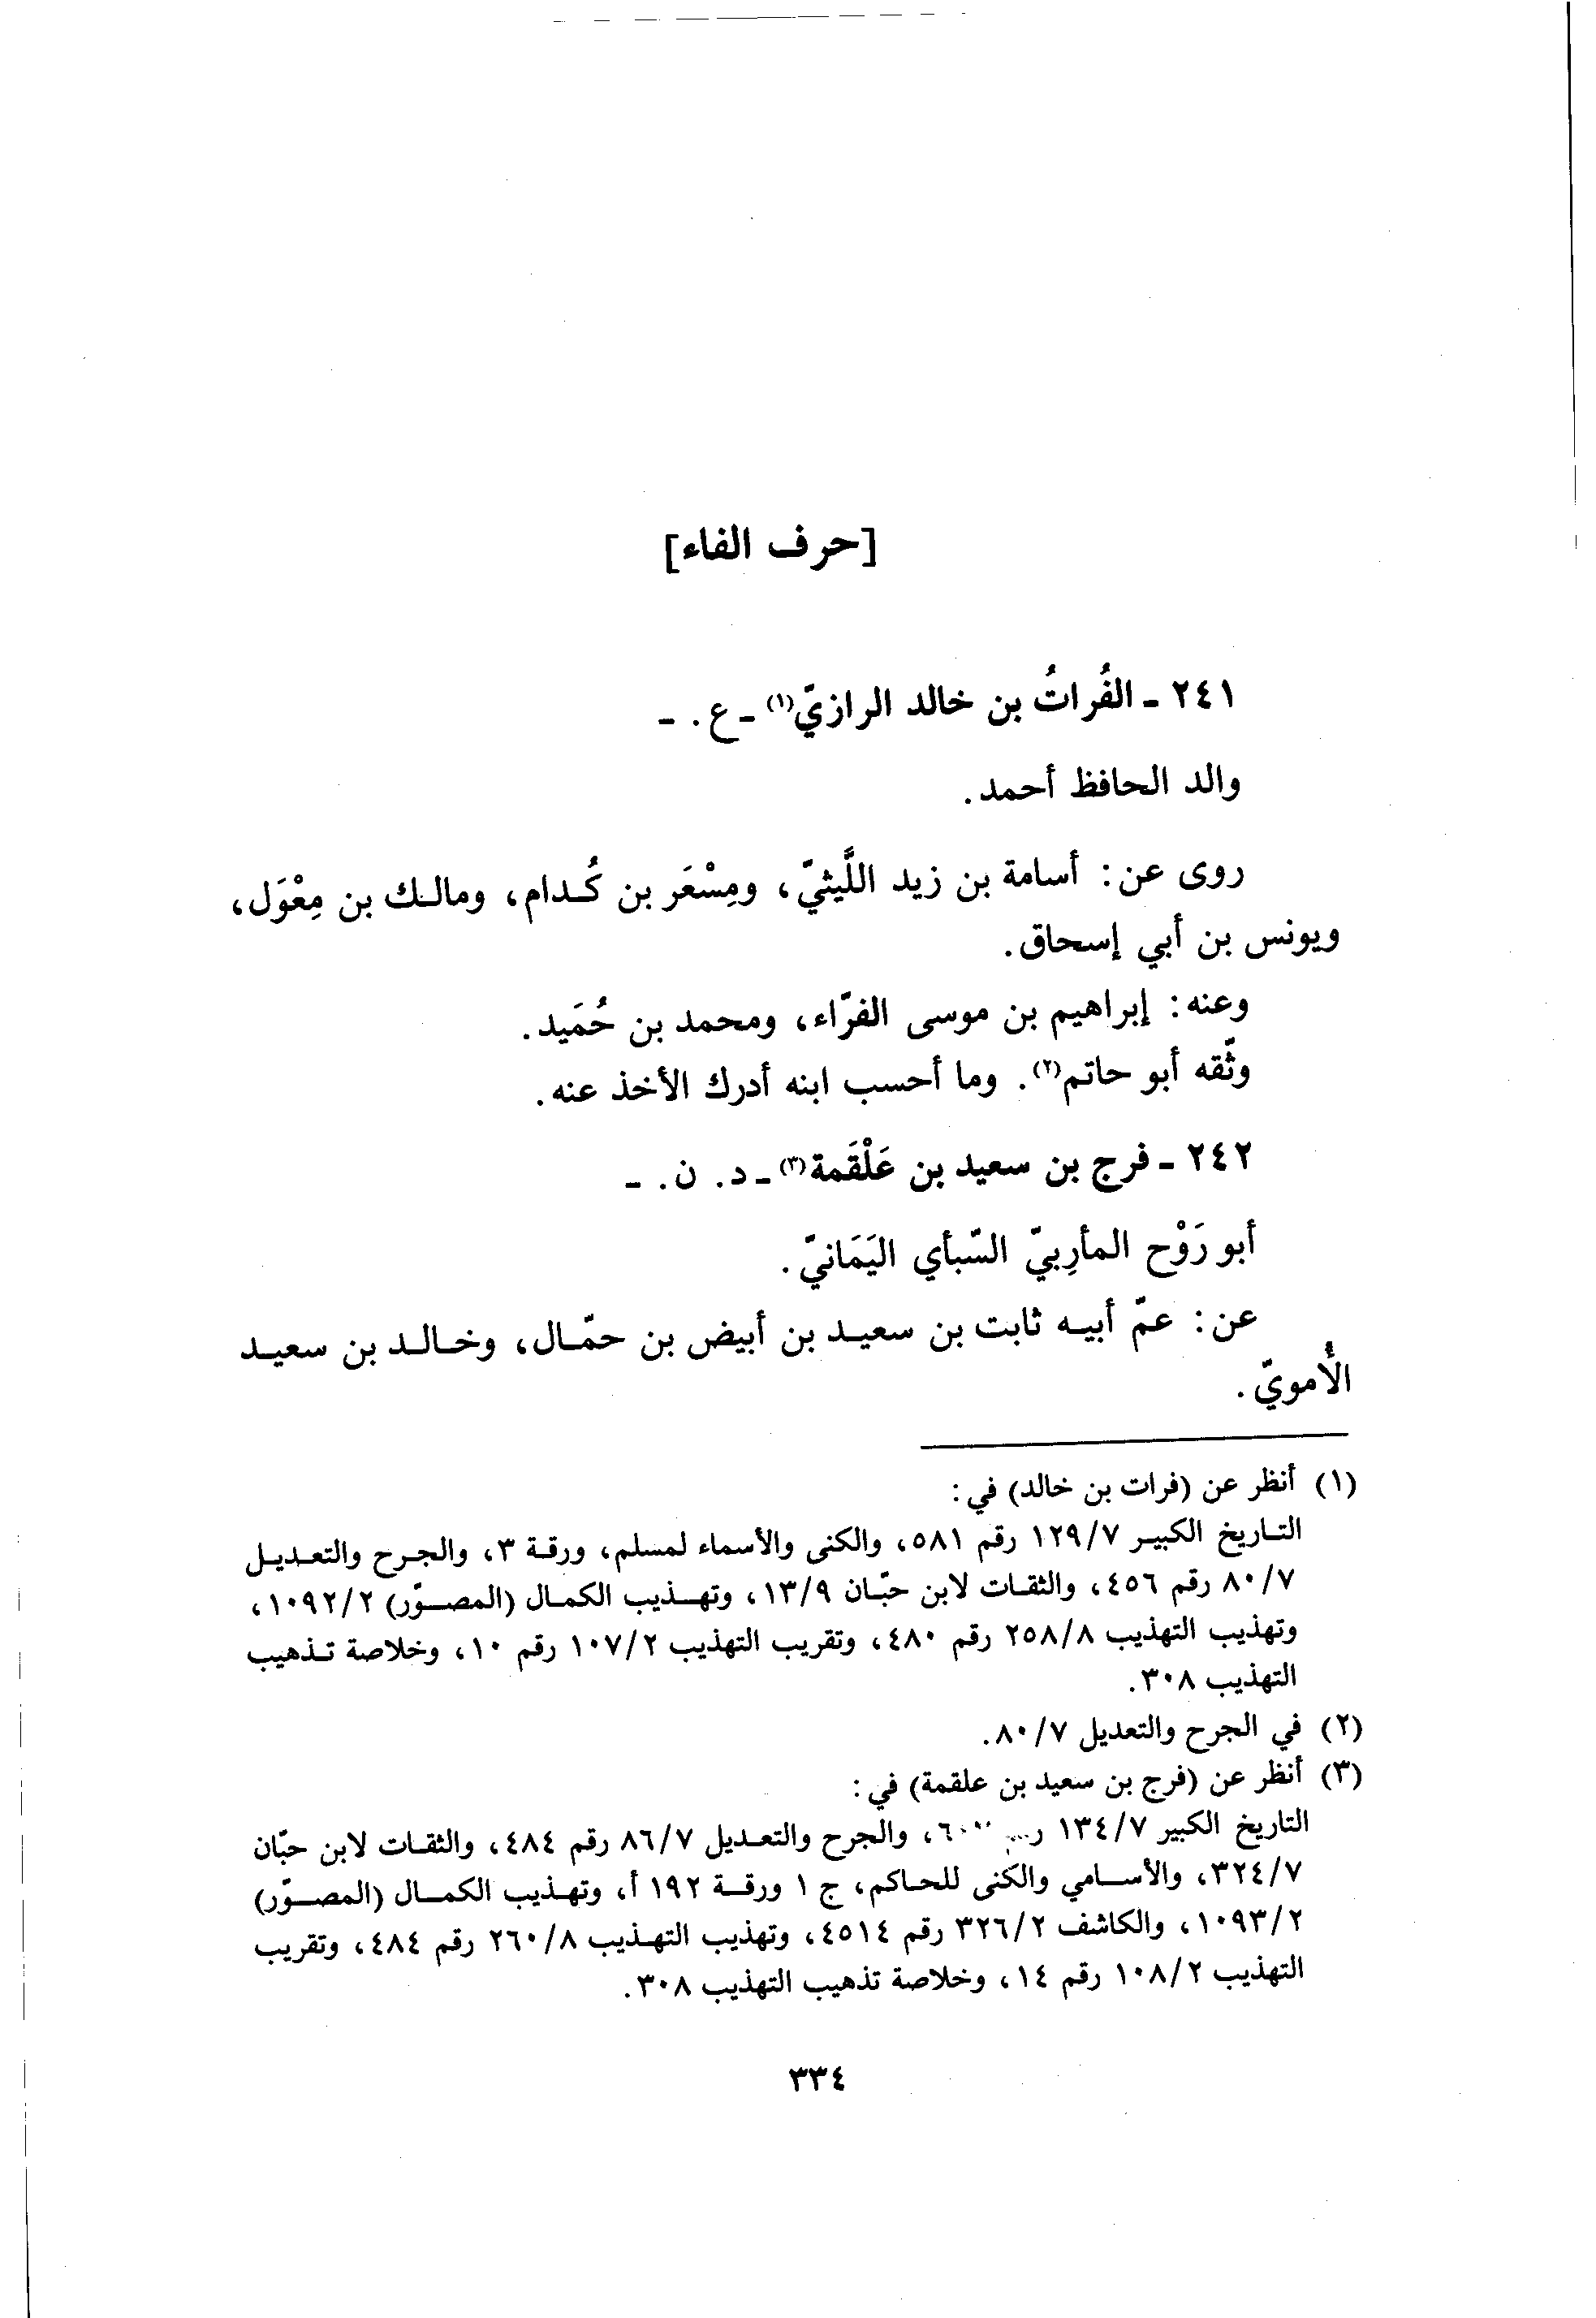 [حرف الفاء]
٢٤١ - الفُراتُ بن خالد الرازيّ(١) - ع. -
والد الحافظ أحمد.
روى عن: أسامة بن زيد اللَّيثيّ، ومِسْعَر بن كُدام، ومالك بن مِعْوَل،
ويونس بن أبي إسحاق.
وعنه: إبراهيم بن موسى الفرّاء، ومحمد بن حُمَيد.
وثّقه أبو حاتم(٢). وما أحسب ابنه أدرك الأخذ عنه.
٢٤٢ - فرج بن سعيد بن عَلْقَمة(٣) - د. ن. -
أبو رَوْح المأرِبيّ السّبأي اليَمَانيّ.
عن: عمّ أبيه ثابت بن سعيد بن أبيض بن حمّال، وخالد بن سعيد
الأُمويّ.
(١) أنظر عن (فرات بن خالد) في:
التاريخ الكبير ١٢٩/٧ رقم ٥٨١، والكنى والأسماء لمسلم، ورقة ٣، والجرح والتعديل
٨٠/٧ رقم ٤٥٦، والثقات لابن حبّان ١٣/٩، وتهذيب الكمال (المصوّر) ١٠٩٢/٢،
وتهذيب التهذيب ٢٥٨/٨ رقم ٤٨٠، وتقريب التهذيب ١٠٧/٢ رقم ١٠، وخلاصة تذهيب
التهذيب ٣٠٨.
(٢) في الجرح والتعديل ٨٠/٧.
(٣) أنظر عن (فرج بن سعيد بن علقمة) في:
التاريخ الكبير ١٣٤/٧، والجرح والتعديل ٨٦/٧ رقم ٤٨٤، والثقات لابن حبّان
٣٢٤/٧، والأسامي والكنى للحاكم، ج ١ ورقة ١٩٢ أ، وتهذيب الكمال (المصوّر)
١٠٩٣/٢، والكاشف ٣٢٦/٢ رقم ٤٥١٤، وتهذيب التهذيب ٢٦٠/٨ رقم ٤٨٤، وتقريب
التهذيب ١٠٨/٢ رقم ١٤، وخلاصة تذهيب التهذيب ٣٠٨.
٣٣٤